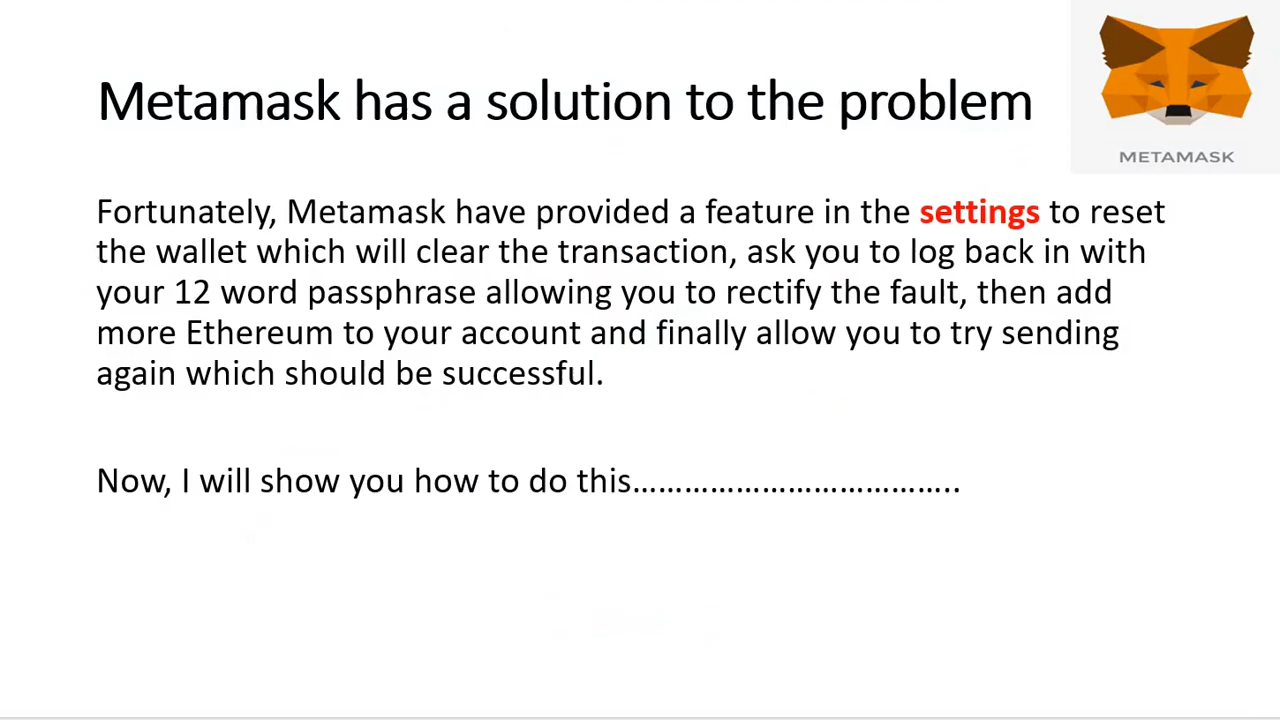 Metamask has a solution to the problem
METAMASK
Fortunately, Metamask have provided a feature in the settings to reset
the wallet which will clear the transaction, ask you to log back in with
your 12 word passphrase allowing you to rectify the fault, then add
more Ethereum to your account and finally allow you to try sending
again which should be successful.
Now, I will show you how to do this…………………………………..